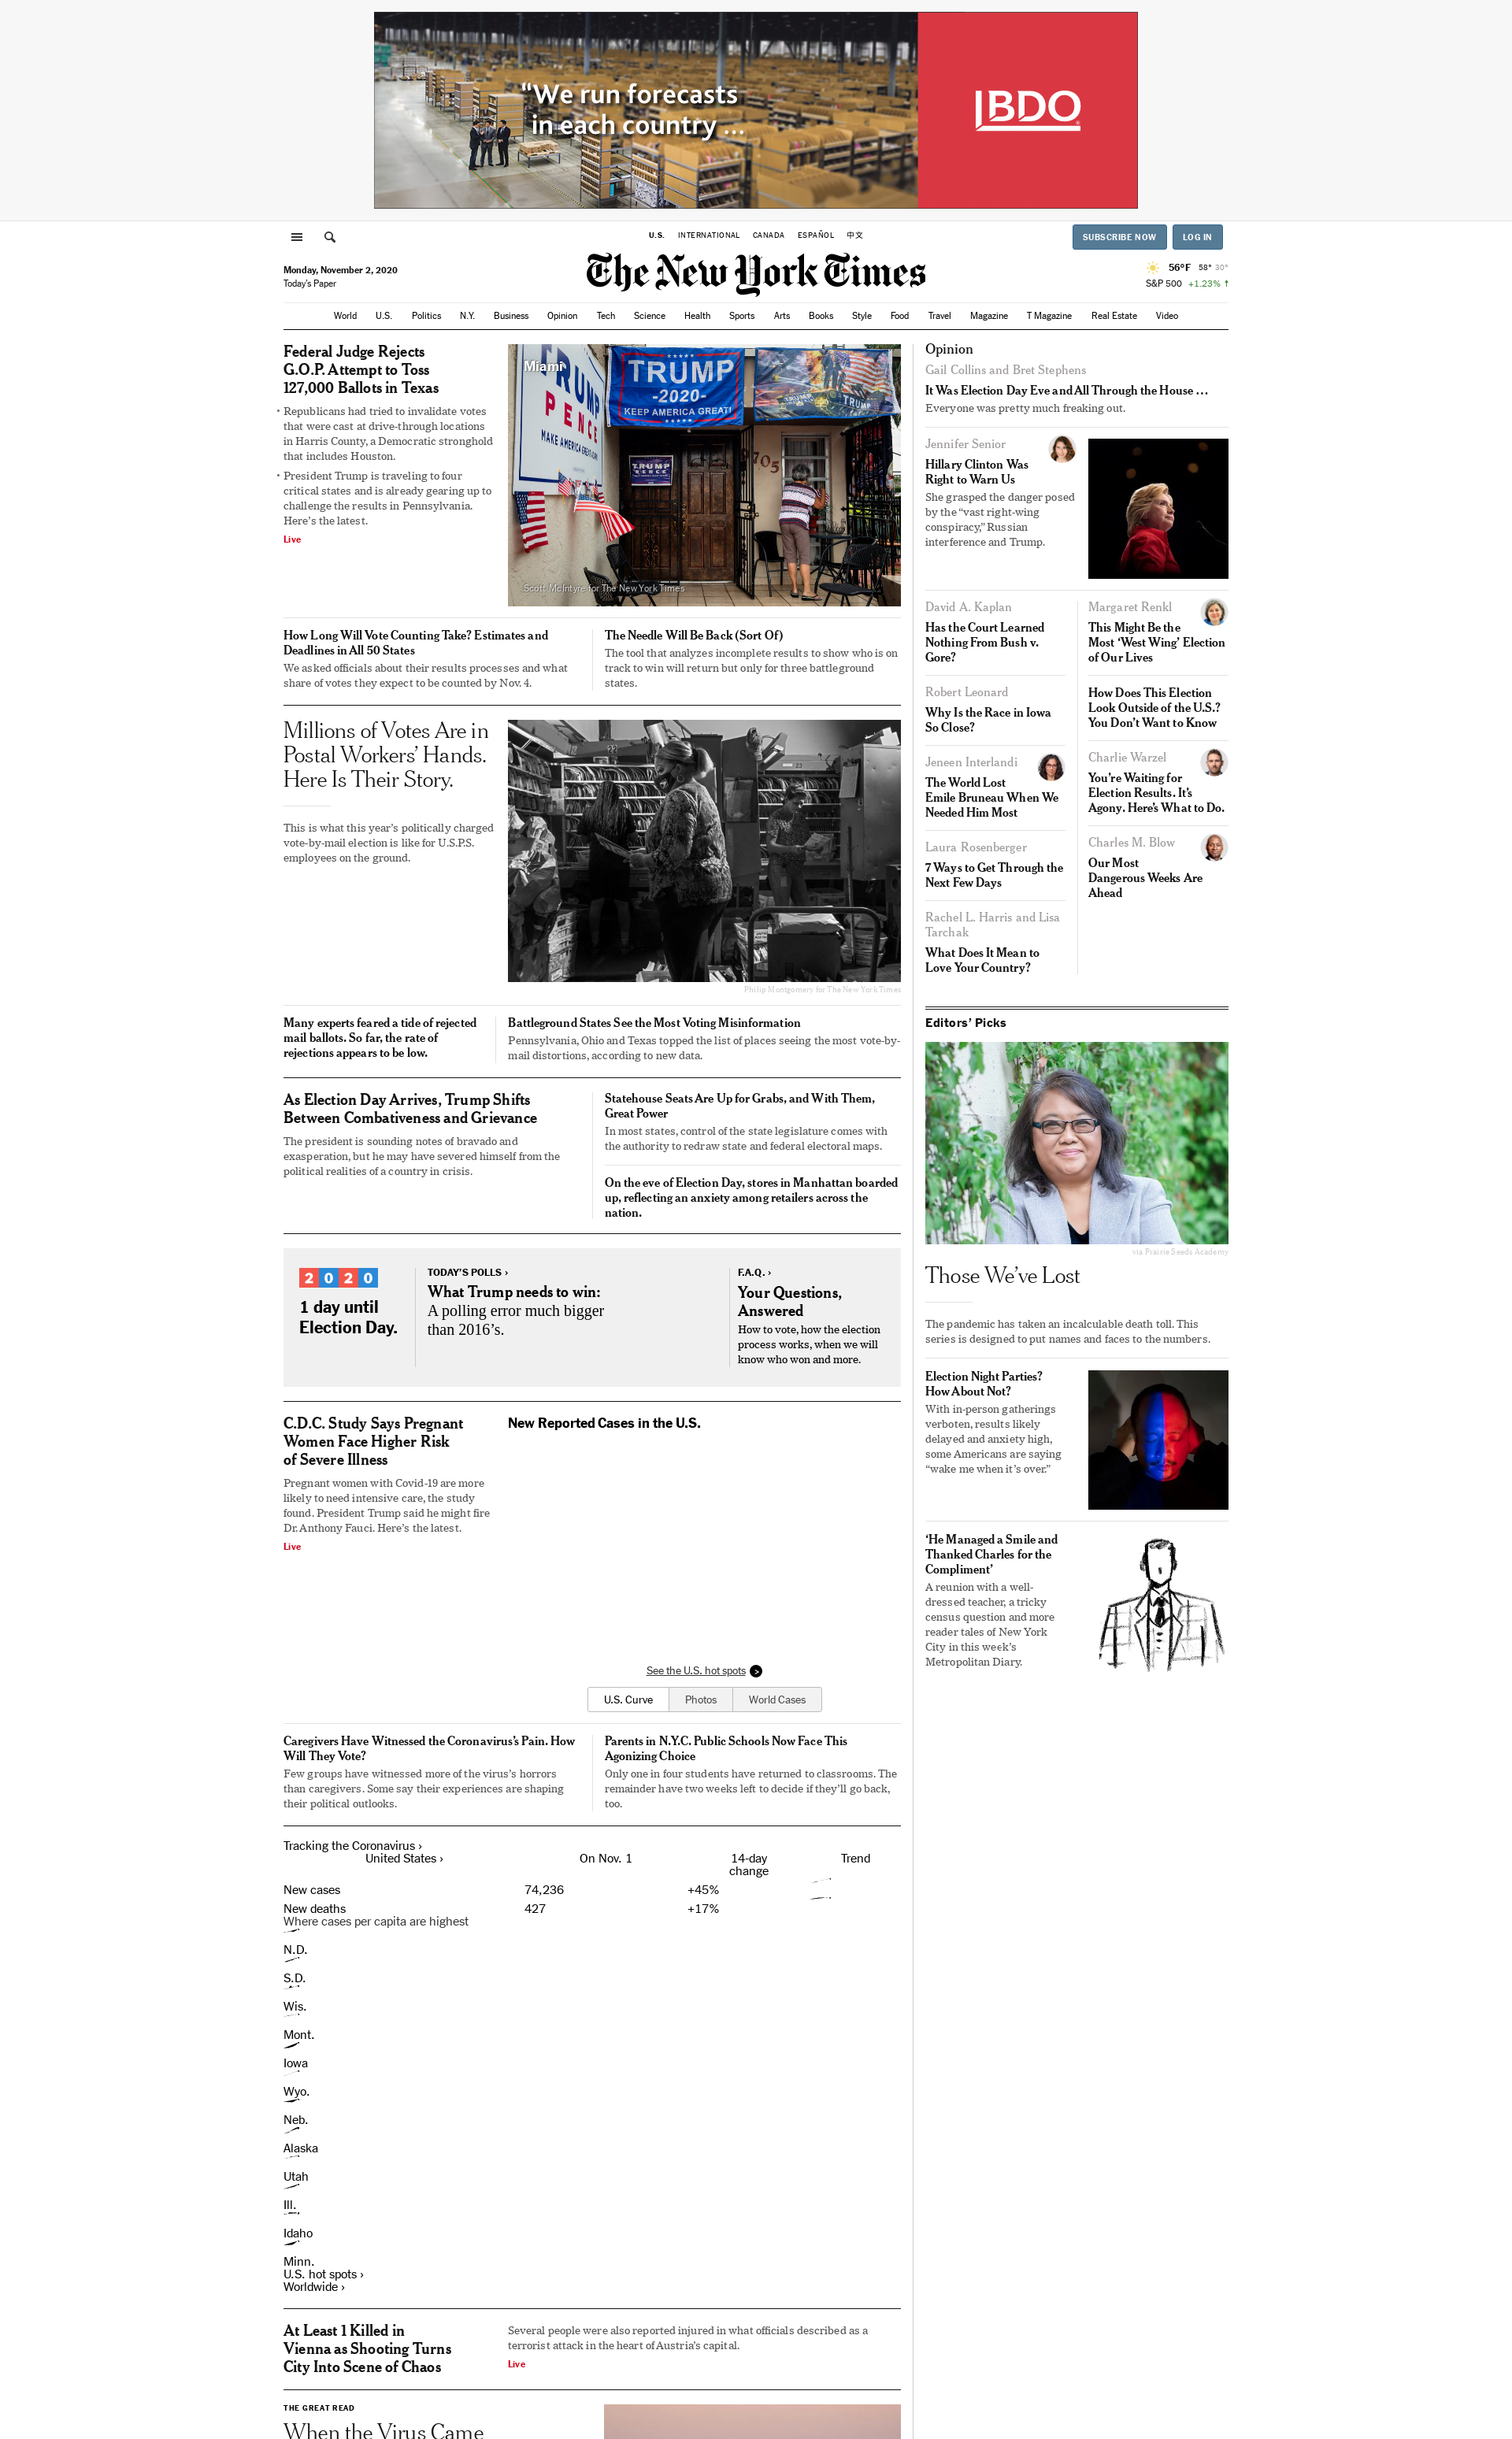 “We run forecasts
in each country ...
IBDO
U.S. INTERNATIONAL CANADA ESPAÑOL 中文
SUBSCRIBE NOW LOG IN
Monday, November 2, 2020
Today’s Paper
The New York Times
56°F 58° 30°
S&P 500 +1.23% ↑
World U.S. Politics N.Y. Business Opinion Tech Science Health Sports Arts Books Style Food Travel Magazine T Magazine Real Estate Video
Federal Judge Rejects
G.O.P. Attempt to Toss
127,000 Ballots in Texas
• Republicans had tried to invalidate votes
that were cast at drive-through locations
in Harris County, a Democratic stronghold
that includes Houston.
• President Trump is traveling to four
critical states and is already gearing up to
challenge the results in Pennsylvania.
Here’s the latest.
Live
Miami
TRUMP
PENCE
MAKE AMERICA GREAT!
TRUMP
-2020-
KEEP AMERICA GREAT!
TRUMP
TRUMP
PENCE
705
Scott McIntyre for The New York Times
How Long Will Vote Counting Take? Estimates and
Deadlines in All 50 States
We asked officials about their results processes and what
share of votes they expect to be counted by Nov. 4.
The Needle Will Be Back (Sort Of)
The tool that analyzes incomplete results to show who is on
track to win will return but only for three battleground
states.
Millions of Votes Are in
Postal Workers’ Hands.
Here Is Their Story.
This is what this year’s politically charged
vote-by-mail election is like for U.S.P.S.
employees on the ground.
22
23
Philip Montgomery for The New York Times
Many experts feared a tide of rejected
mail ballots. So far, the rate of
rejections appears to be low.
Battleground States See the Most Voting Misinformation
Pennsylvania, Ohio and Texas topped the list of places seeing the most vote-by-
mail distortions, according to new data.
As Election Day Arrives, Trump Shifts
Between Combativeness and Grievance
The president is sounding notes of bravado and
exasperation, but he may have severed himself from the
political realities of a country in crisis.
Statehouse Seats Are Up for Grabs, and With Them,
Great Power
In most states, control of the state legislature comes with
the authority to redraw state and federal electoral maps.
On the eve of Election Day, stores in Manhattan boarded
up, reflecting an anxiety among retailers across the
nation.
2020
1 day until
Election Day.
TODAY’S POLLS ›
What Trump needs to win:
A polling error much bigger
than 2016’s.
F.A.Q. ›
Your Questions,
Answered
How to vote, how the election
process works, when we will
know who won and more.
C.D.C. Study Says Pregnant
Women Face Higher Risk
of Severe Illness
Pregnant women with Covid-19 are more
likely to need intensive care, the study
found. President Trump said he might fire
Dr. Anthony Fauci. Here’s the latest.
Live
New Reported Cases in the U.S.
See the U.S. hot spots
U.S. Curve Photos World Cases
Caregivers Have Witnessed the Coronavirus’s Pain. How
Will They Vote?
Few groups have witnessed more of the virus’s horrors
than caregivers. Some say their experiences are shaping
their political outlooks.
Parents in N.Y.C. Public Schools Now Face This
Agonizing Choice
Only one in four students have returned to classrooms. The
remainder have two weeks left to decide if they’ll go back,
too.
Tracking the Coronavirus ›
United States › On Nov. 1 14-day change Trend
New cases 74,236 +45%
New deaths 427 +17%
Where cases per capita are highest
N.D.
S.D.
Wis.
Mont.
Iowa
Wyo.
Neb.
Alaska
Utah
Ill.
Idaho
Minn.
U.S. hot spots ›
Worldwide ›
At Least 1 Killed in
Vienna as Shooting Turns
City Into Scene of Chaos
Several people were also reported injured in what officials described as a
terrorist attack in the heart of Austria’s capital.
Live
THE GREAT READ
When the Virus Came
Opinion
Gail Collins and Bret Stephens
It Was Election Day Eve and All Through the House …
Everyone was pretty much freaking out.
Jennifer Senior
Hillary Clinton Was
Right to Warn Us
She grasped the danger posed
by the “vast right-wing
conspiracy,” Russian
interference and Trump.
David A. Kaplan
Has the Court Learned
Nothing From Bush v.
Gore?
Robert Leonard
Why Is the Race in Iowa
So Close?
Jeneen Interlandi
The World Lost
Emile Bruneau When We
Needed Him Most
Laura Rosenberger
7 Ways to Get Through the
Next Few Days
Rachel L. Harris and Lisa
Tarchak
What Does It Mean to
Love Your Country?
Margaret Renkl
This Might Be the
Most ‘West Wing’ Election
of Our Lives
How Does This Election
Look Outside of the U.S.?
You Don’t Want to Know
Charlie Warzel
You’re Waiting for
Election Results. It’s
Agony. Here’s What to Do.
Charles M. Blow
Our Most
Dangerous Weeks Are
Ahead
Editors’ Picks
via Prairie Seeds Academy
Those We’ve Lost
The pandemic has taken an incalculable death toll. This
series is designed to put names and faces to the numbers.
Election Night Parties?
How About Not?
With in-person gatherings
verboten, results likely
delayed and anxiety high,
some Americans are saying
“wake me when it’s over.”
‘He Managed a Smile and
Thanked Charles for the
Compliment’
A reunion with a well-
dressed teacher, a tricky
census question and more
reader tales of New York
City in this week’s
Metropolitan Diary.